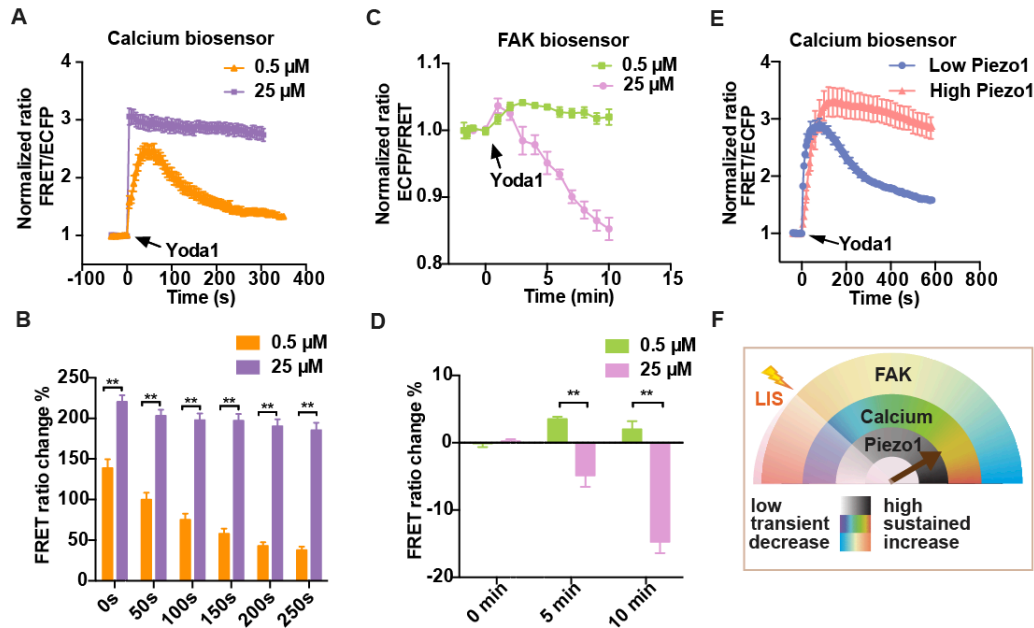 A
Calcium biosensor
0.5 µM
25 µM
Normalized ratio
FRET/ECFP
4
3
2
1
Yoda1
-100 0 100 200 300 400
Time (s)
C
FAK biosensor
0.5 µM
25 µM
Normalized ratio
ECFP/FRET
1.1
1.0
0.9
0.8
Yoda1
0 5 10 15
Time (min)
E
Calcium biosensor
Low Piezo1
High Piezo1
Normalized ratio
FRET/ECFP
4
3
2
1
Yoda1
0 200 400 600 800
Time (s)
B
0.5 µM
25 µM
FRET ratio change %
250
200
150
100
50
0
** ** ** ** ** **
0s 50s 100s 150s 200s 250s
D
0.5 µM
25 µM
FRET ratio change %
10
0
-10
-20
** **
0 min 5 min 10 min
F
LIS
FAK
Calcium
Piezo1
low high
transient sustained
decrease increase